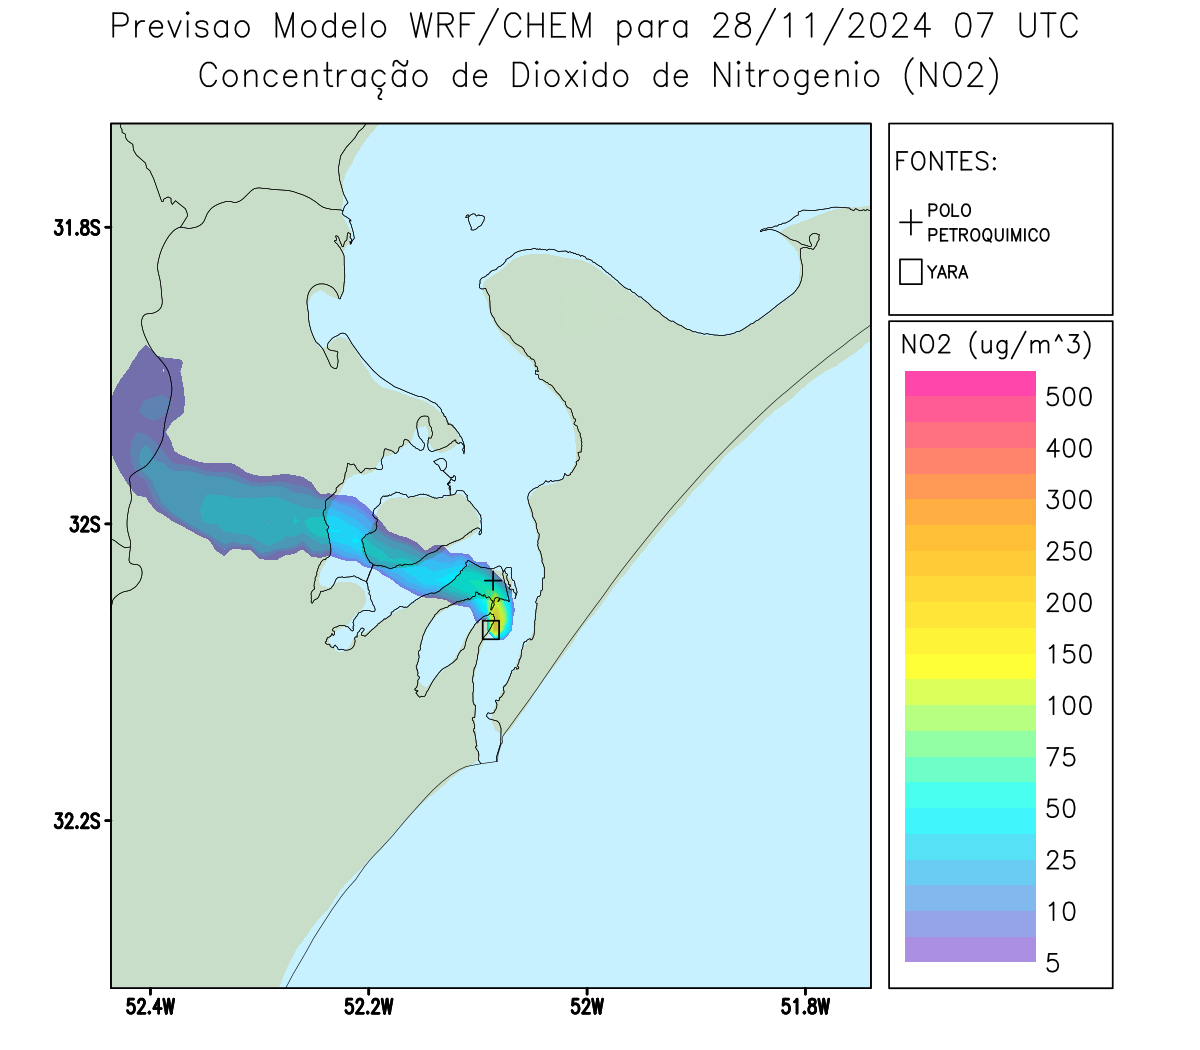 Previsao Modelo WRF/CHEM para 28/11/2024 07 UTC
Concentração de Dioxido de Nitrogenio (NO2)
FONTES:
POLO
PETROQUIMICO
YARA
NO2 (ug/m^3)
500
400
300
250
200
150
100
75
50
25
10
5
31.8S
32S
32.2S
52.4W
52.2W
52W
51.8W